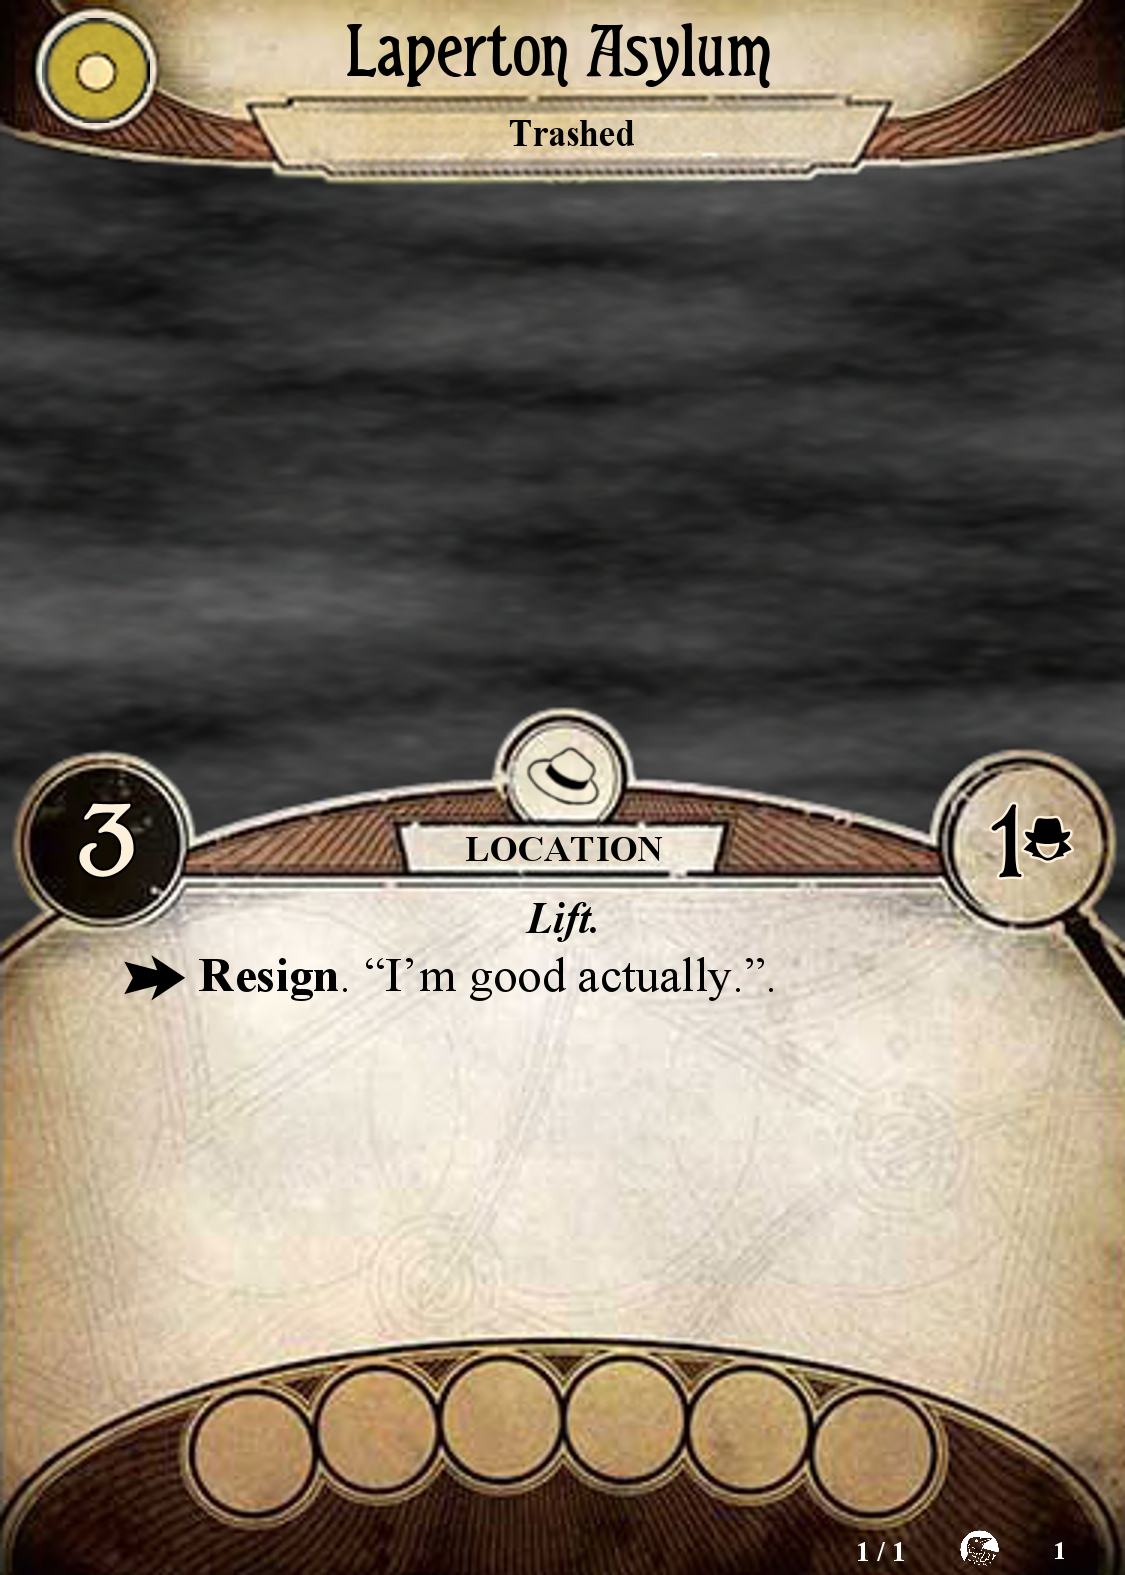 Laperton Asylum
Trashed
3
LOCATION
1
Lift.
Resign. “I’m good actually.”.
1 / 1
1